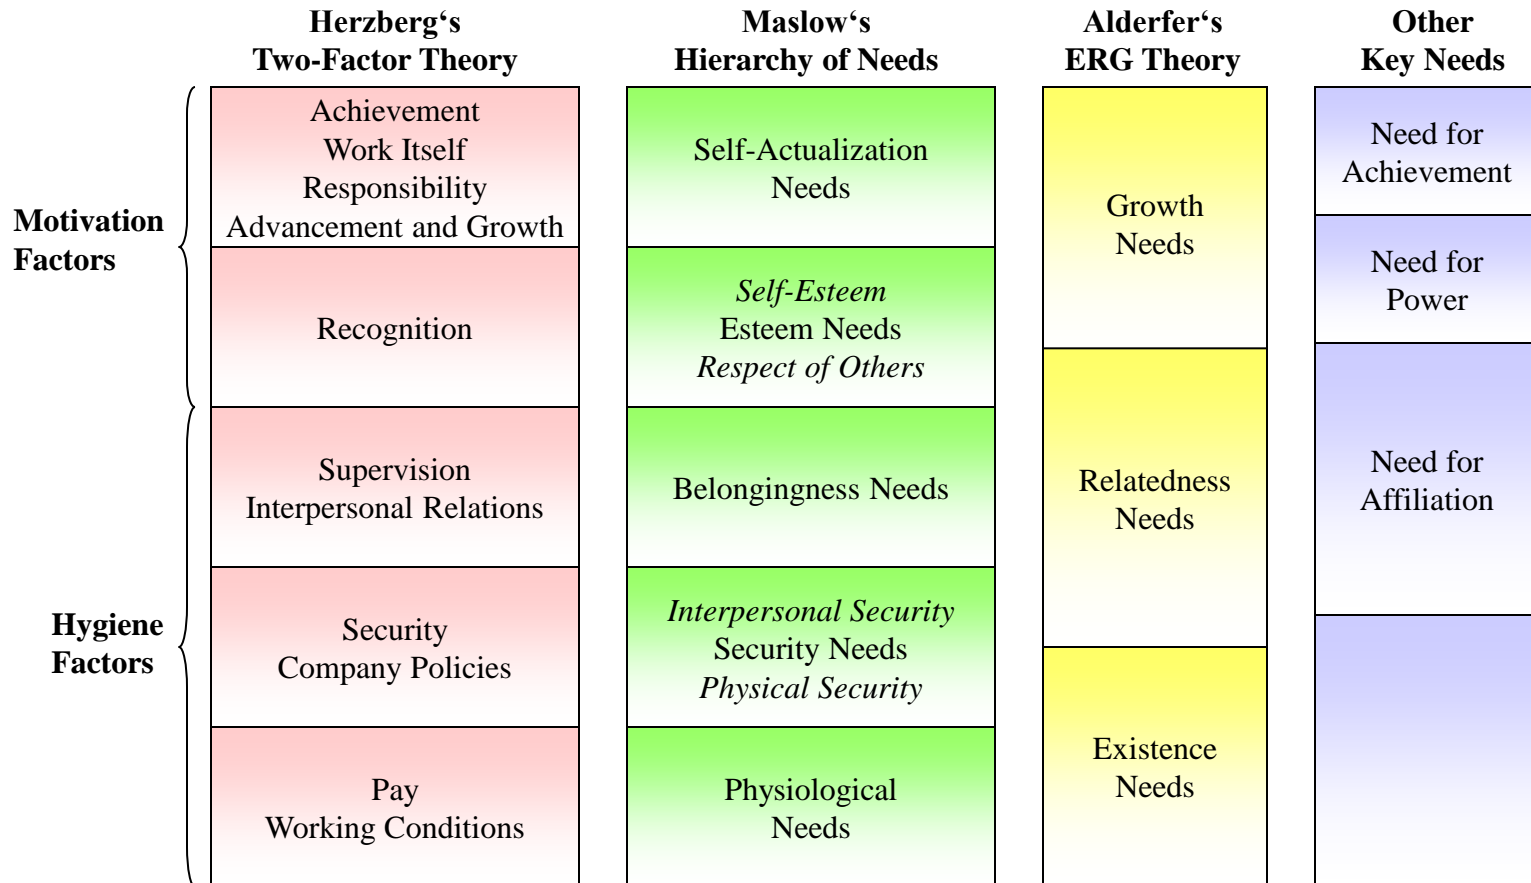 Herzberg‘s
Two-Factor Theory
Maslow‘s
Hierarchy of Needs
Alderfer‘s
ERG Theory
Other
Key Needs
Motivation
Factors
Hygiene
Factors
Achievement
Work Itself
Responsibility
Advancement and Growth
Recognition
Supervision
Interpersonal Relations
Security
Company Policies
Pay
Working Conditions
Self-Actualization
Needs
Self-Esteem
Esteem Needs
Respect of Others
Belongingness Needs
Interpersonal Security
Security Needs
Physical Security
Physiological
Needs
Growth
Needs
Relatedness
Needs
Existence
Needs
Need for
Achievement
Need for
Power
Need for
Affiliation